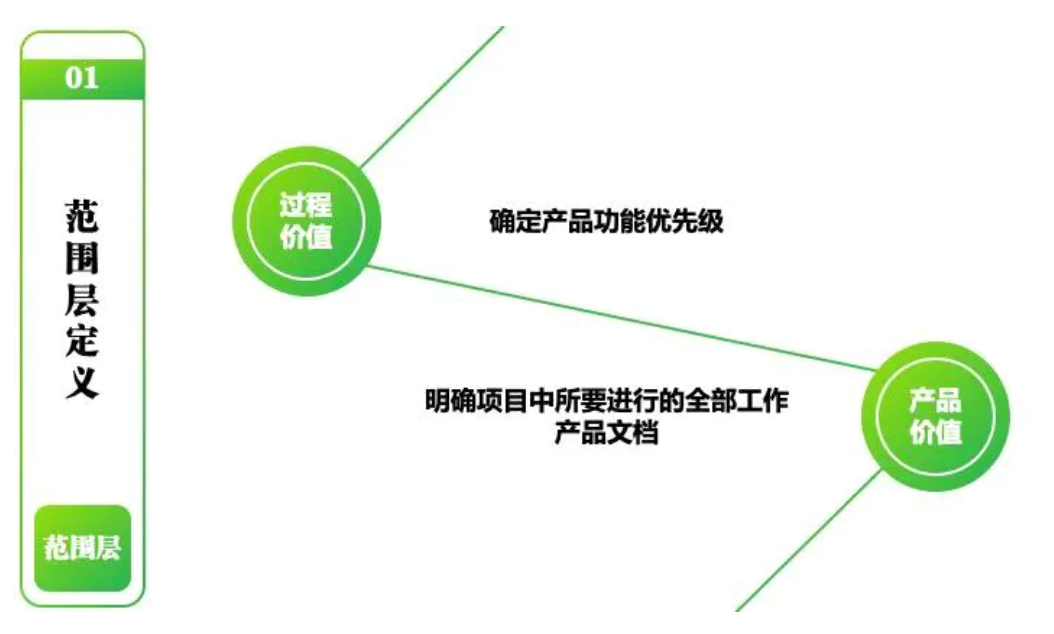 01
范围层定义
范围层
过程
价值
确定产品功能优先级
明确项目中所要进行的全部工作
产品文档
产品
价值